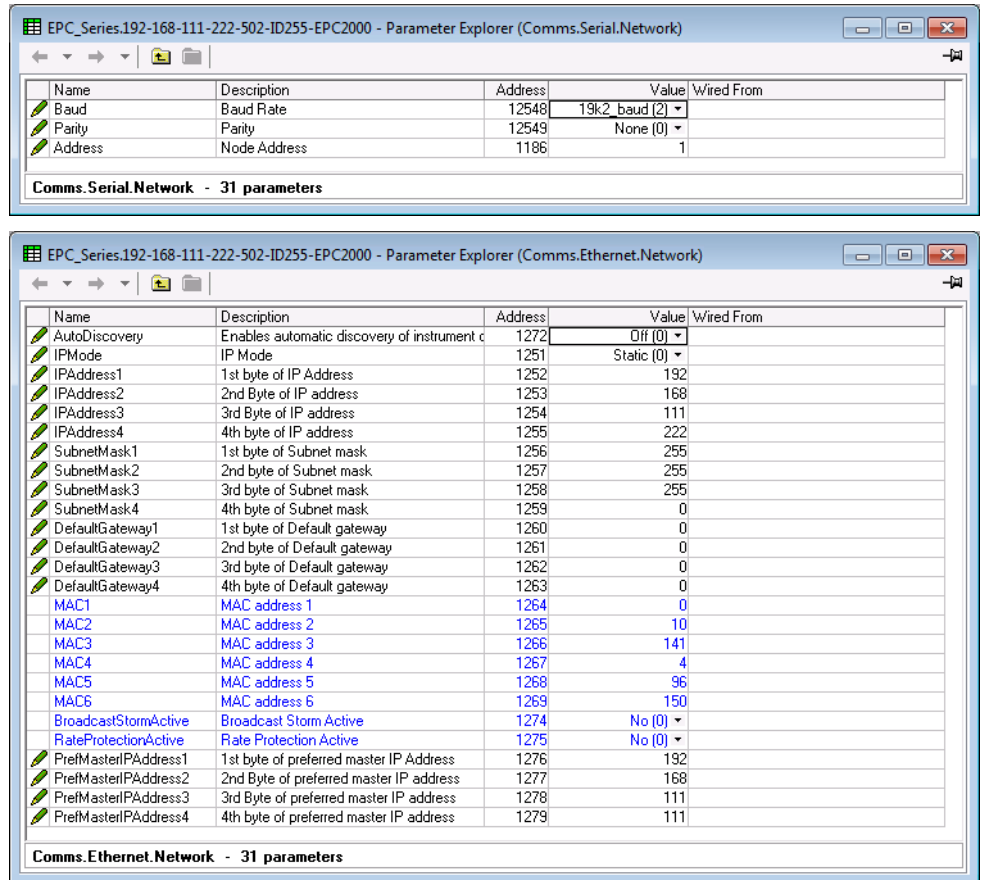 EPC_Series.192-168-111-222-502-ID255-EPC2000 - Parameter Explorer (Comms.Serial.Network)
Name Description Address Value Wired From
Baud Baud Rate 12548 19k2_baud (2)
Parity Parity 12549 None (0)
Address Node Address 1186 1
Comms.Serial.Network - 31 parameters
EPC_Series.192-168-111-222-502-ID255-EPC2000 - Parameter Explorer (Comms.Ethernet.Network)
Name Description Address Value Wired From
AutoDiscovery Enables automatic discovery of instrument c 1272 Off (0)
IPMode IP Mode 1251 Static (0)
IPAddress1 1st byte of IP Address 1252 192
IPAddress2 2nd Byte of IP address 1253 168
IPAddress3 3rd Byte of IP address 1254 111
IPAddress4 4th byte of IP address 1255 222
SubnetMask1 1st byte of Subnet mask 1256 255
SubnetMask2 2nd byte of Subnet mask 1257 255
SubnetMask3 3rd byte of Subnet mask 1258 255
SubnetMask4 4th byte of Subnet mask 1259 0
DefaultGateway1 1st byte of Default gateway 1260 0
DefaultGateway2 2nd byte of Default gateway 1261 0
DefaultGateway3 3rd byte of Default gateway 1262 0
DefaultGateway4 4th byte of Default gateway 1263 0
MAC1 MAC address 1 1264 0
MAC2 MAC address 2 1265 10
MAC3 MAC address 3 1266 141
MAC4 MAC address 4 1267 4
MAC5 MAC address 5 1268 96
MAC6 MAC address 6 1269 150
BroadcastStormActive Broadcast Storm Active 1274 No (0)
RateProtectionActive Rate Protection Active 1275 No (0)
PrefMasterIPAddress1 1st byte of preferred master IP Address 1276 192
PrefMasterIPAddress2 2nd Byte of preferred master IP address 1277 168
PrefMasterIPAddress3 3rd Byte of preferred master IP address 1278 111
PrefMasterIPAddress4 4th byte of preferred master IP address 1279 111
Comms.Ethernet.Network - 31 parameters